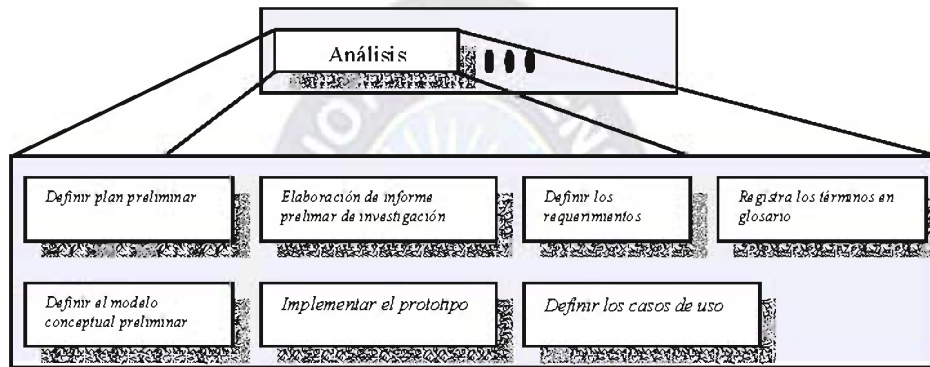 Análisis
Definir plan preliminar
Elaboración de informe
prelimar de investigación
Definir los
requerimientos
Registra los términos en
glosario
Definir el modelo
conceptual preliminar
Implementar el prototipo
Definir los casos de uso